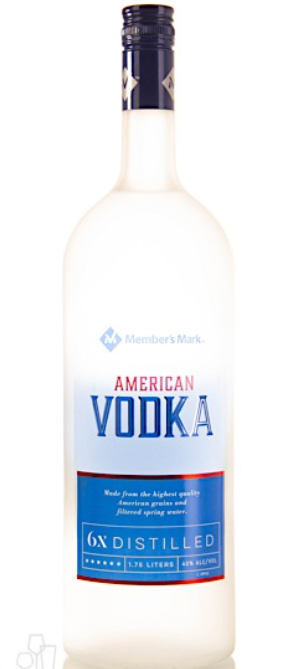 Member's Mark
AMERICAN
VODKA
Made from the highest quality
American grains and
filtered spring water.
6X DISTILLED
1.75 LITERS
40% ALC/VOL